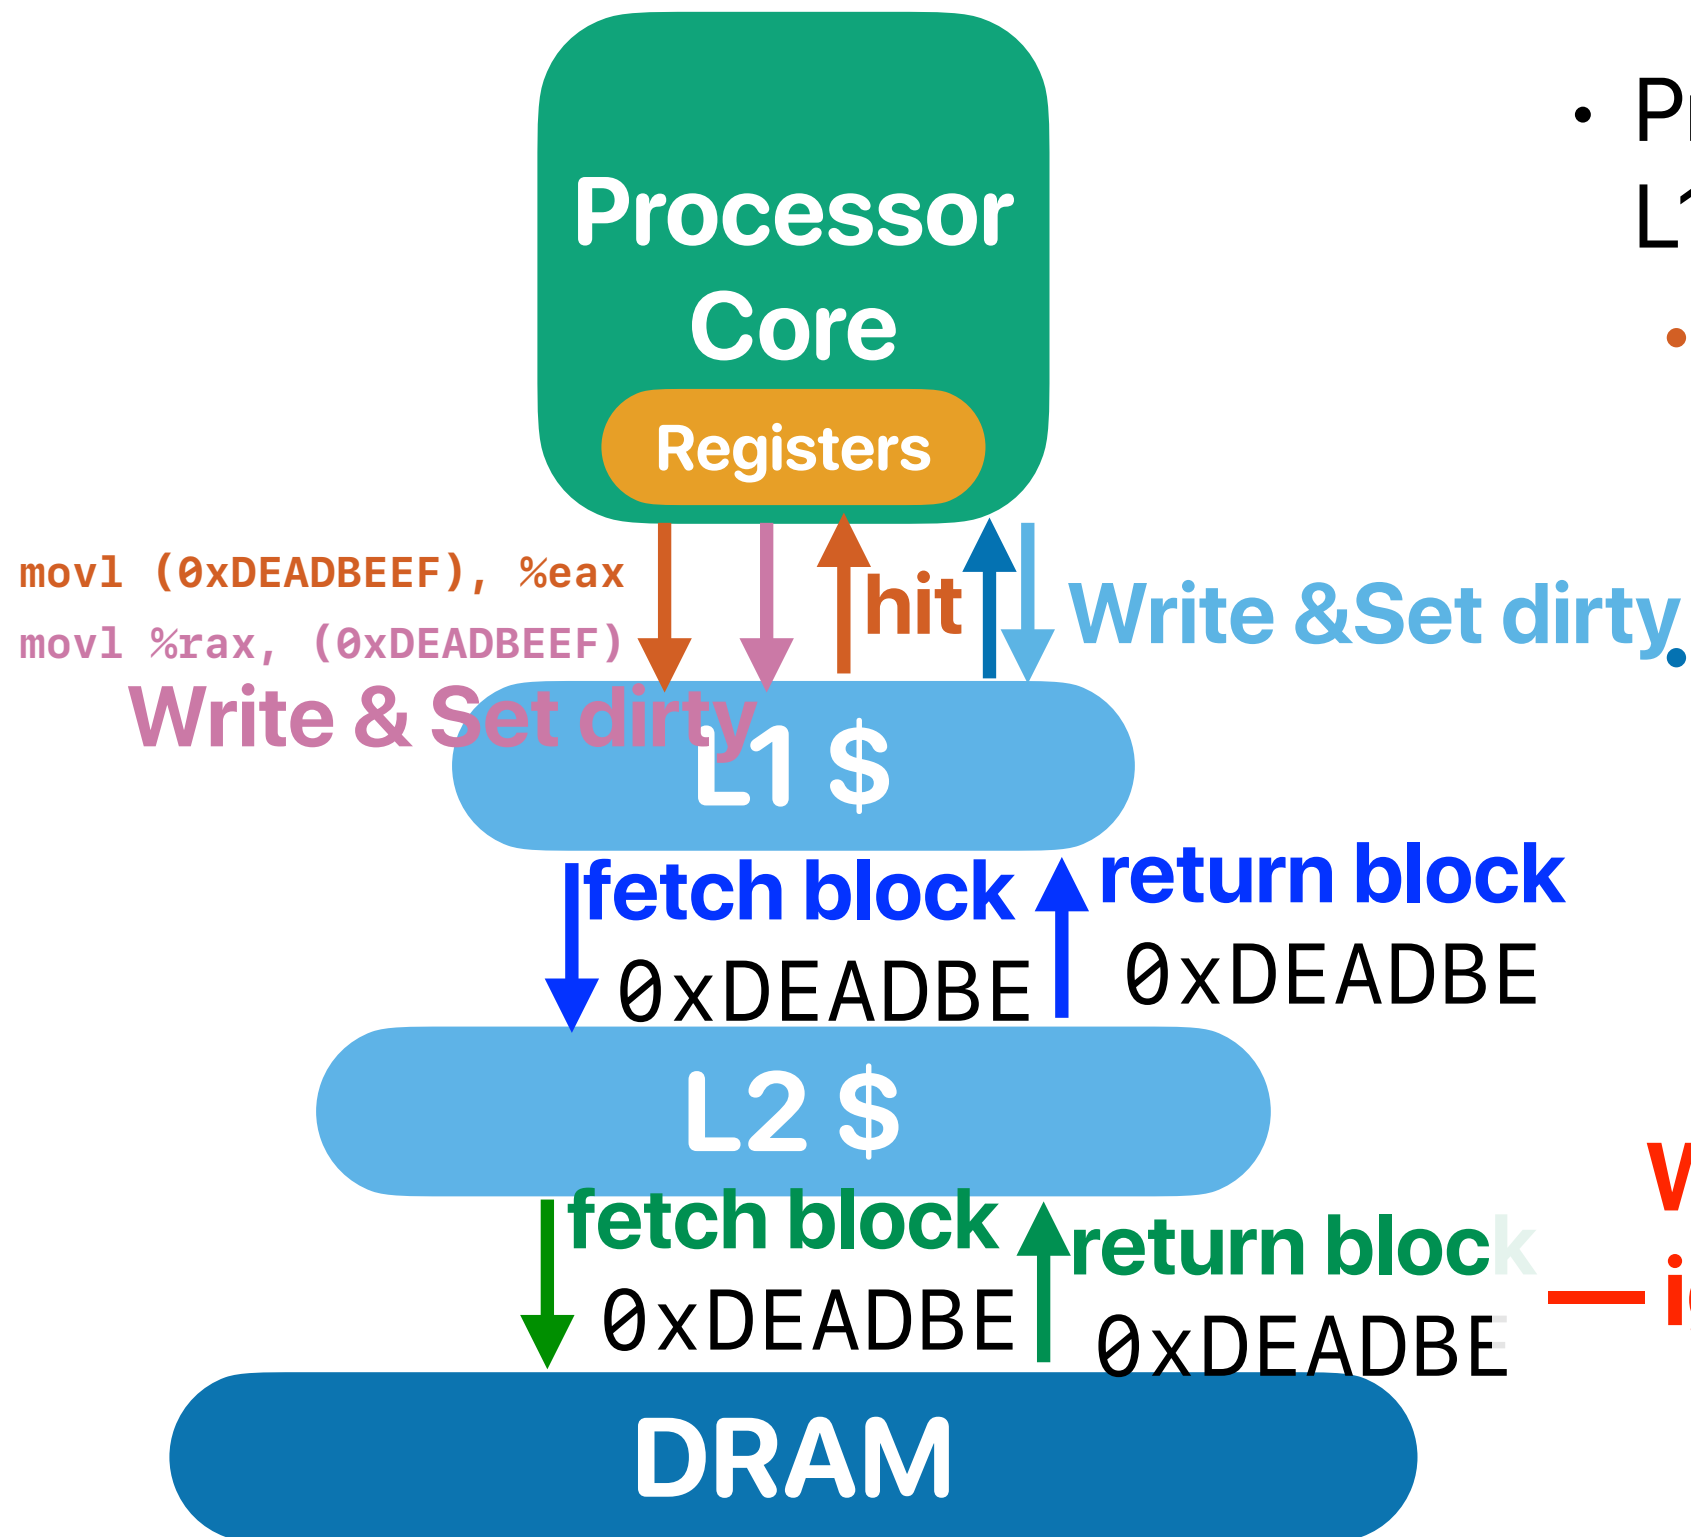 Processor
Core
Registers
movl (0xDEADBEEF), %eax
movl %rax, (0xDEADBEEF)
hit
Write &Set dirty
Write & Set dirty
L1 $
fetch block
0xDEADBE
return block
0xDEADBE
L2 $
fetch block
0xDEADBE
return block
0xDEADBE
DRAM